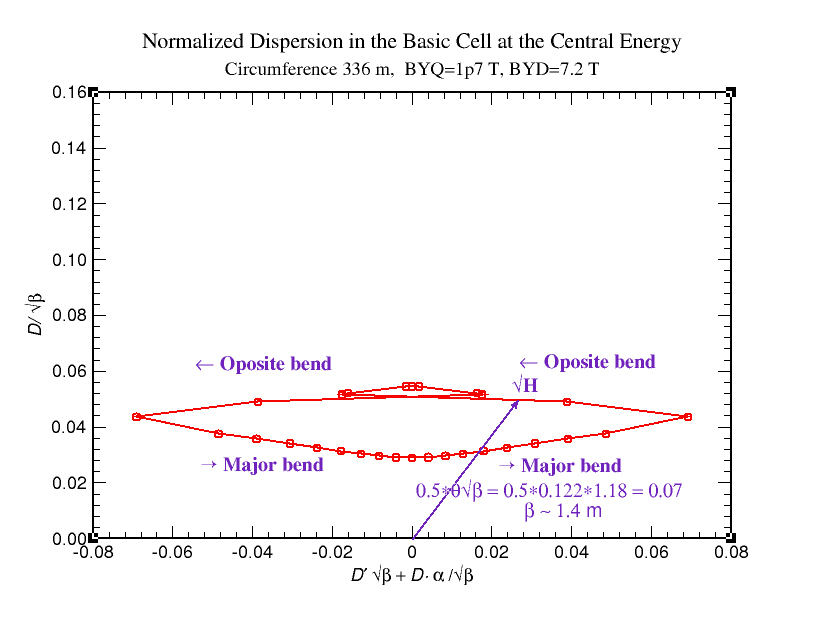 Normalized Dispersion in the Basic Cell at the Central Energy
Circumference 336 m, BYQ=1p7 T, BYD=7.2 T
0.16
0.14
0.12
0.10
0.08
0.06
0.04
0.02
0.00
D/√β
← Oposite bend
← Oposite bend
√H
→ Major bend
→ Major bend
0.5*θ√β = 0.5*0.122*1.18 = 0.07
β ~ 1.4 m
-0.08 -0.06 -0.04 -0.02 0 0.02 0.04 0.06 0.08
D′ √β + D· α /√β